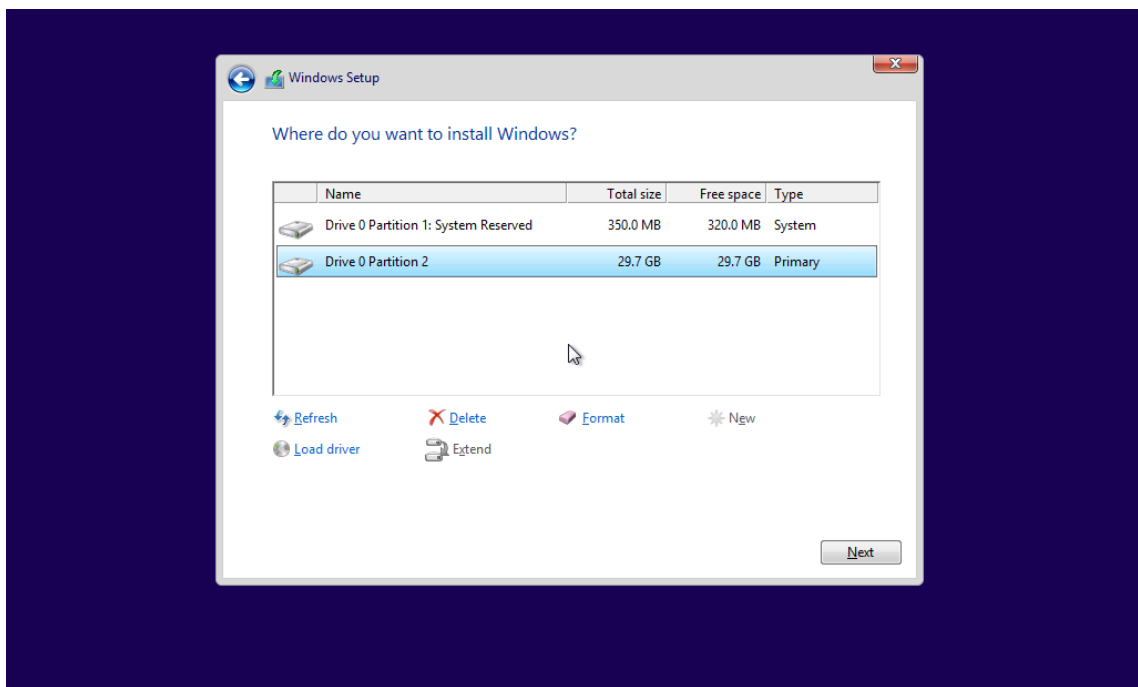 Windows Setup
Where do you want to install Windows?
Name Total size Free space Type
Drive 0 Partition 1: System Reserved 350.0 MB 320.0 MB System
Drive 0 Partition 2 29.7 GB 29.7 GB Primary
Refresh Delete Format New
Load driver Extend
Next